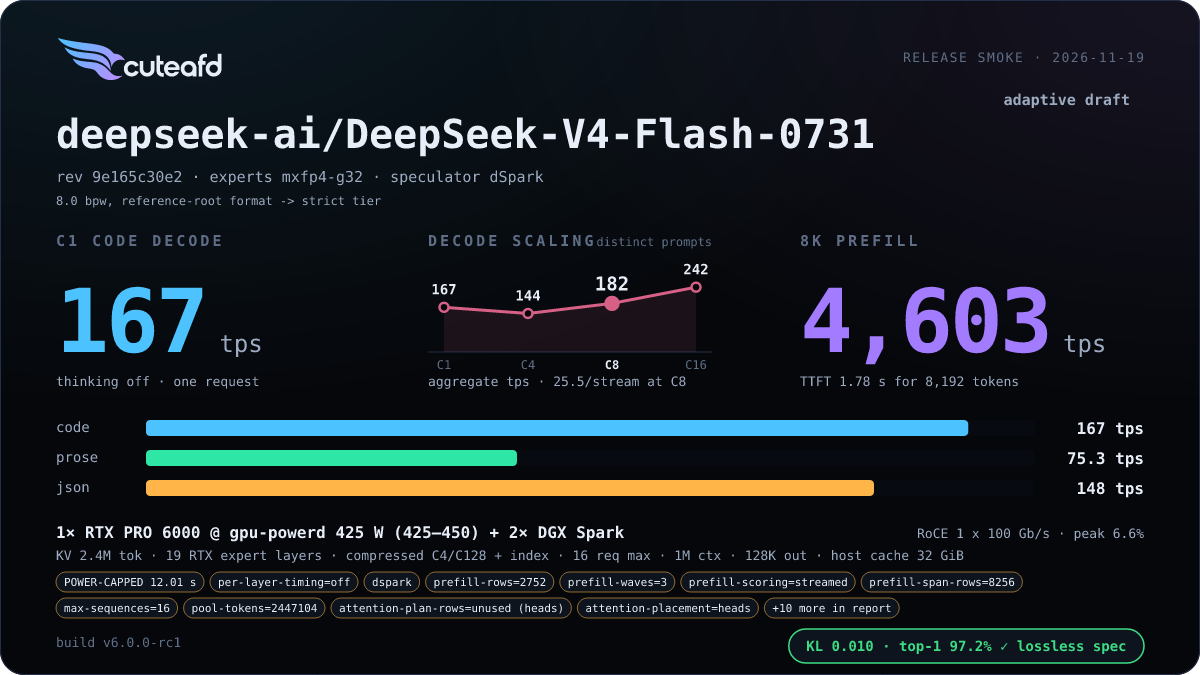 cuteafd
RELEASE SMOKE · 2026-11-19
adaptive draft
deepseek-ai/DeepSeek-V4-Flash-0731
rev 9e165c30e2 · experts mxfp4-g32 · speculator dSpark
8.0 bpw, reference-root format -> strict tier
C1 CODE DECODE
167 tps
thinking off · one request
DECODE SCALING distinct prompts
167 144 182 242
C1 C4 C8 C16
aggregate tps · 25.5/stream at C8
8K PREFILL
4,603 tps
TTFT 1.78 s for 8,192 tokens
code 167 tps
prose 75.3 tps
json 148 tps
1× RTX PRO 6000 @ gpu-powerd 425 W (425–450) + 2× DGX Spark
RoCE 1 x 100 Gb/s · peak 6.6%
KV 2.4M tok · 19 RTX expert layers · compressed C4/C128 + index · 16 req max · 1M ctx · 128K out · host cache 32 GiB
POWER-CAPPED 12.01 s per-layer-timing=off dspark prefill-rows=2752 prefill-waves=3 prefill-scoring=streamed prefill-span-rows=8256
max-sequences=16 pool-tokens=2447104 attention-plan-rows=unused (heads) attention-placement=heads +10 more in report
build v6.0.0-rc1
KL 0.010 · top-1 97.2% ✓ lossless spec